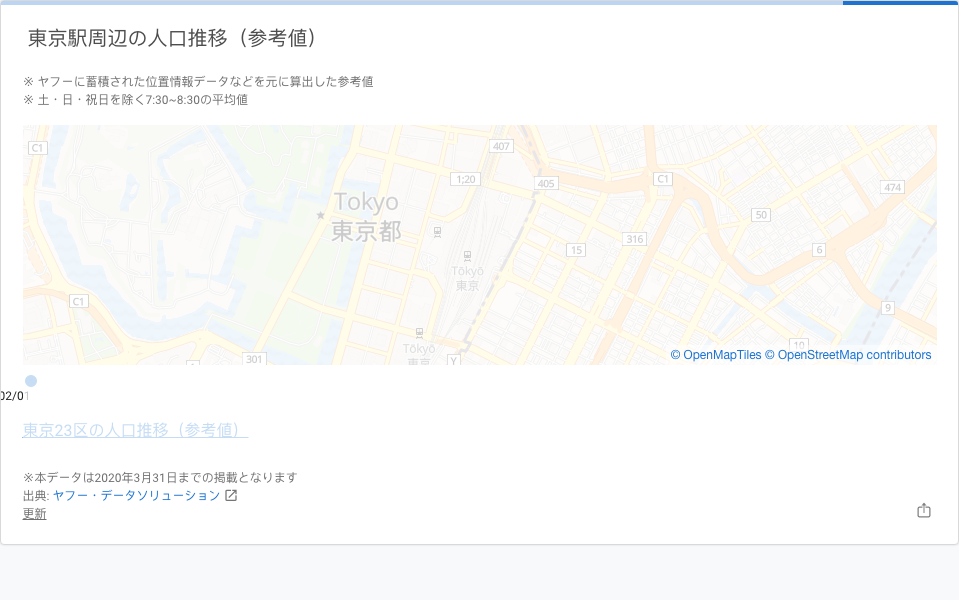 東京駅周辺の人口推移（参考値）
※ ヤフーに蓄積された位置情報データなどを元に算出した参考値
※ 土・日・祝日を除く7:30~8:30の平均値
407
C1
1;20
405
C1
474
Tokyo
東京都
50
316
15
6
Tōkyō
東京
C1
9
Tōkyō
東京
10
301
Y
© OpenMapTiles © OpenStreetMap contributors
02/01
東京23区の人口推移（参考値）
※本データは2020年3月31日までの掲載となります
出典: ヤフー・データソリューション
更新